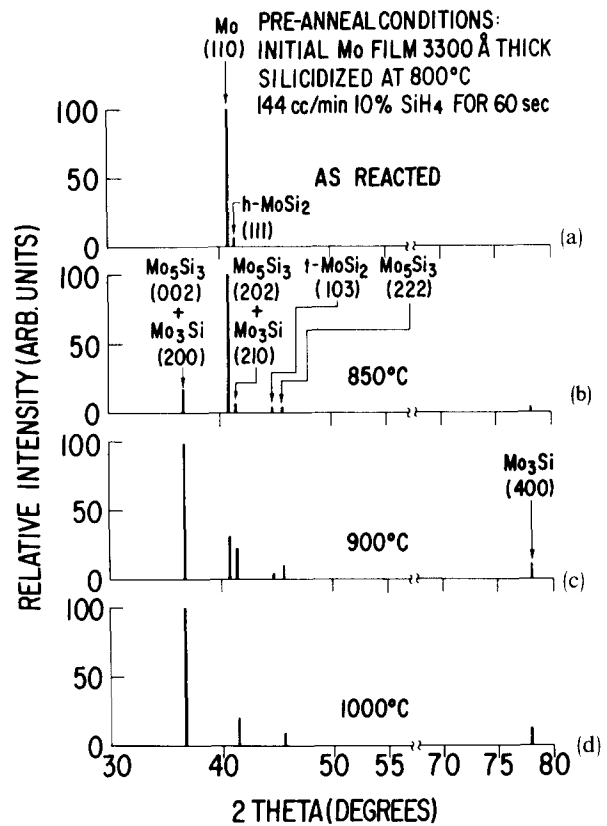 Mo
(110)
PRE-ANNEAL CONDITIONS:
INITIAL Mo FILM 3300 Å THICK
SILICIDIZED AT 800°C
144 cc/min 10% SiH4 FOR 60 sec
100
50
0
AS REACTED
h-MoSi2
(111)
(a)
RELATIVE INTENSITY (ARB. UNITS)
Mo5Si3
(002)
+
Mo3Si
(200)
Mo5Si3
(202)
+
Mo3Si
(210)
t-MoSi2
(103)
Mo5Si3
(222)
100
50
0
850°C
(b)
100
50
0
900°C
Mo3Si
(400)
(c)
100
50
0
1000°C
(d)
30 40 50 55 70 75 80
2 THETA (DEGREES)